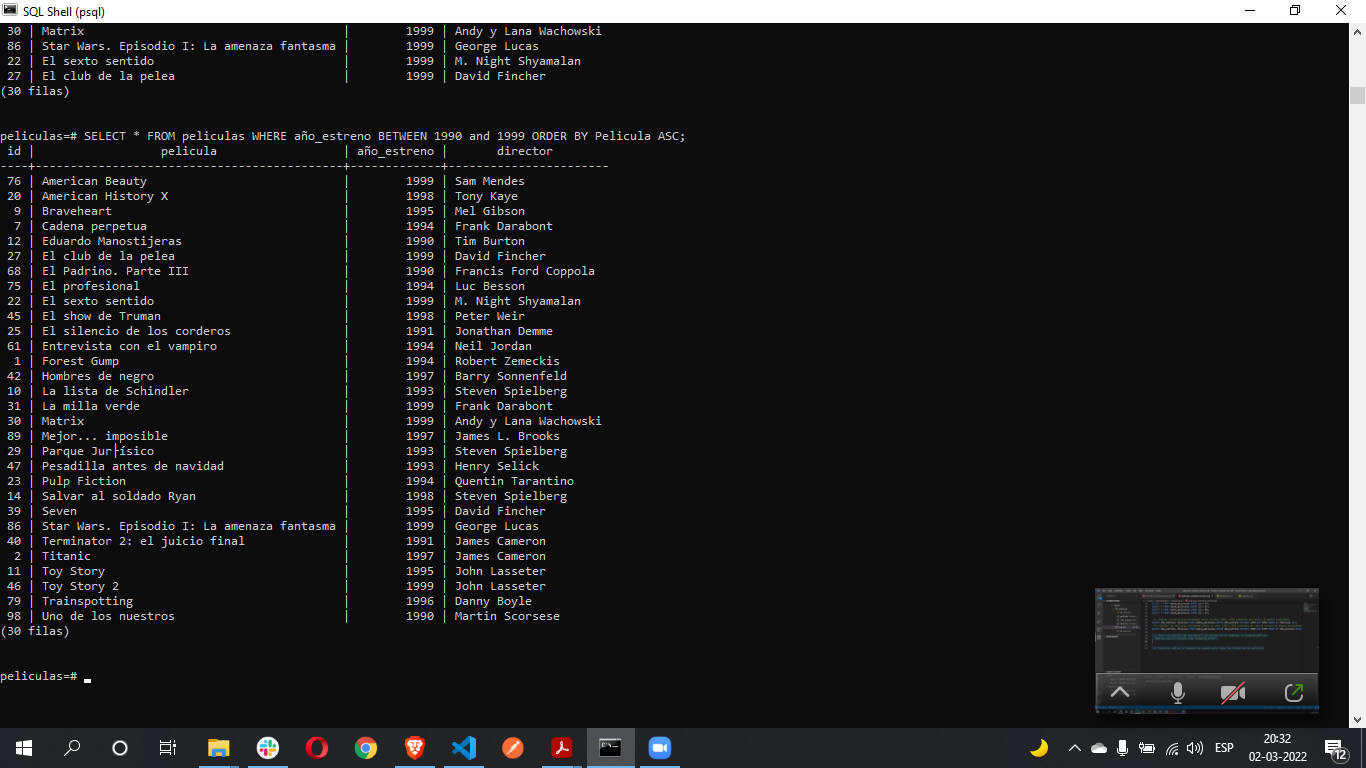 SQL Shell (psql)
30 | Matrix | 1999 | Andy y Lana Wachowski
86 | Star Wars. Episodio I: La amenaza fantasma | 1999 | George Lucas
22 | El sexto sentido | 1999 | M. Night Shyamalan
27 | El club de la pelea | 1999 | David Fincher
(30 filas)
peliculas=# SELECT * FROM peliculas WHERE año_estreno BETWEEN 1990 and 1999 ORDER BY Pelicula ASC;
id | pelicula | año_estreno | director
----+--------------------------------------------+-------------+-----------------------
76 | American Beauty | 1999 | Sam Mendes
20 | American History X | 1998 | Tony Kaye
9 | Braveheart | 1995 | Mel Gibson
7 | Cadena perpetua | 1994 | Frank Darabont
12 | Eduardo Manostijeras | 1990 | Tim Burton
27 | El club de la pelea | 1999 | David Fincher
68 | El Padrino. Parte III | 1990 | Francis Ford Coppola
75 | El profesional | 1994 | Luc Besson
22 | El sexto sentido | 1999 | M. Night Shyamalan
45 | El show de Truman | 1998 | Peter Weir
25 | El silencio de los corderos | 1991 | Jonathan Demme
61 | Entrevista con el vampiro | 1994 | Neil Jordan
1 | Forest Gump | 1994 | Robert Zemeckis
42 | Hombres de negro | 1997 | Barry Sonnenfeld
10 | La lista de Schindler | 1993 | Steven Spielberg
31 | La milla verde | 1999 | Frank Darabont
30 | Matrix | 1999 | Andy y Lana Wachowski
89 | Mejor... imposible | 1997 | James L. Brooks
29 | Parque Jur├ísico | 1993 | Steven Spielberg
47 | Pesadilla antes de navidad | 1993 | Henry Selick
23 | Pulp Fiction | 1994 | Quentin Tarantino
14 | Salvar al soldado Ryan | 1998 | Steven Spielberg
39 | Seven | 1995 | David Fincher
86 | Star Wars. Episodio I: La amenaza fantasma | 1999 | George Lucas
40 | Terminator 2: el juicio final | 1991 | James Cameron
2 | Titanic | 1997 | James Cameron
11 | Toy Story | 1995 | John Lasseter
46 | Toy Story 2 | 1999 | John Lasseter
79 | Trainspotting | 1996 | Danny Boyle
98 | Uno de los nuestros | 1990 | Martin Scorsese
(30 filas)
peliculas=#
ESP
20:32
02-03-2022
12